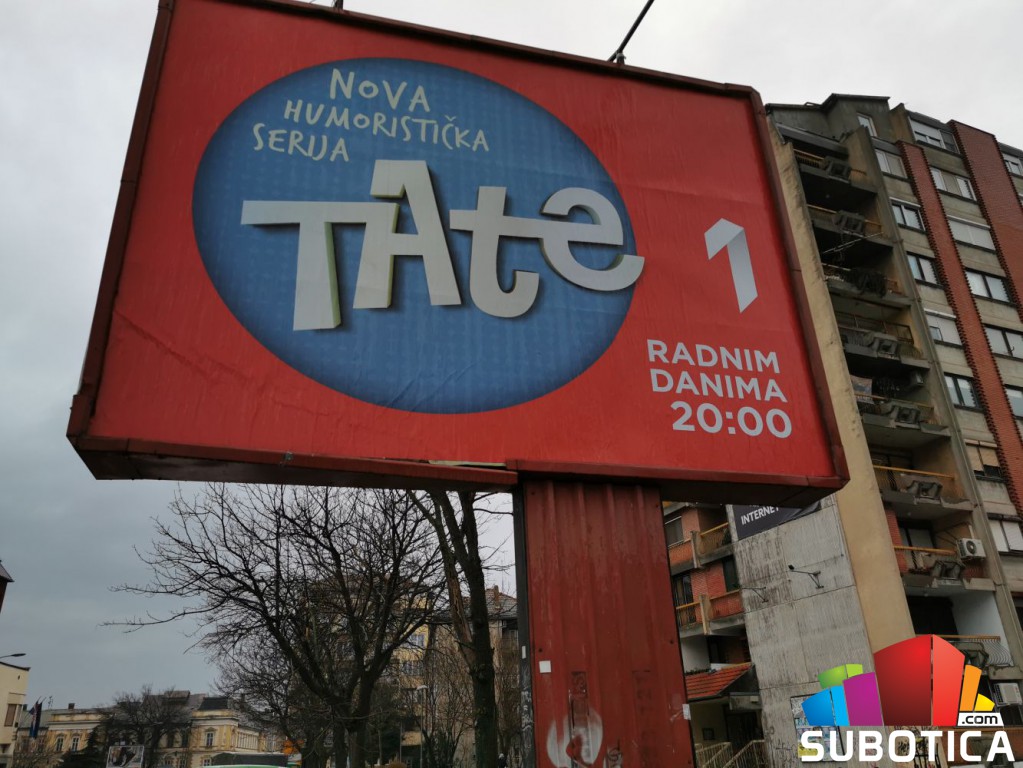 NOVA
HUMORISTIČKA
SERIJA
TATE
1
RADNIM
DANIMA
20:00
INTERNET
.com
SUBOTICA